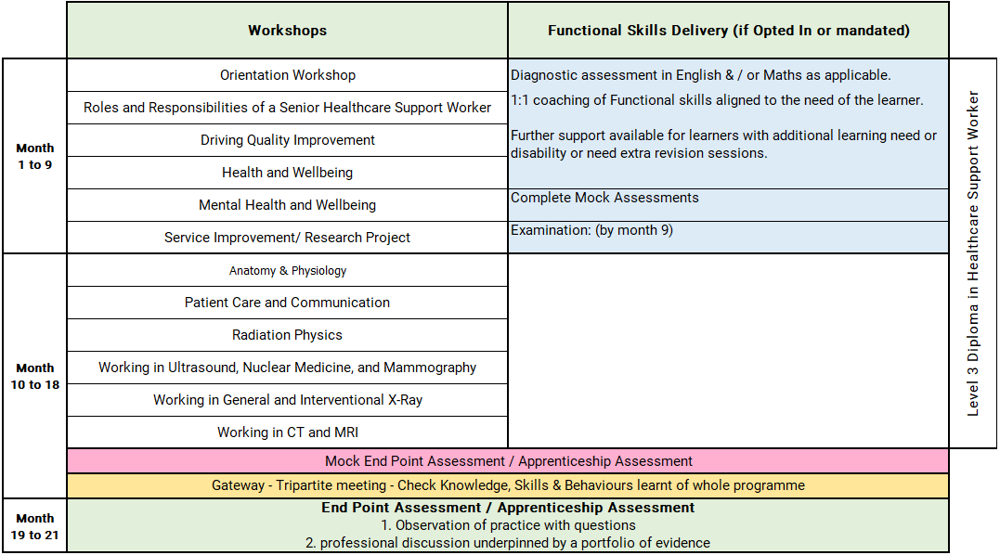 Workshops
Functional Skills Delivery (if Opted In or mandated)
Month
1 to 9
Orientation Workshop
Roles and Responsibilities of a Senior Healthcare Support Worker
Driving Quality Improvement
Health and Wellbeing
Mental Health and Wellbeing
Service Improvement/ Research Project
Diagnostic assessment in English & / or Maths as applicable.
1:1 coaching of Functional skills aligned to the need of the learner.
Further support available for learners with additional learning need or
disability or need extra revision sessions.
Complete Mock Assessments
Examination: (by month 9)
Level 3 Diploma in Healthcare Support Worker
Month
10 to 18
Anatomy & Physiology
Patient Care and Communication
Radiation Physics
Working in Ultrasound, Nuclear Medicine, and Mammography
Working in General and Interventional X-Ray
Working in CT and MRI
Mock End Point Assessment / Apprenticeship Assessment
Gateway - Tripartite meeting - Check Knowledge, Skills & Behaviours learnt of whole programme
Month
19 to 21
End Point Assessment / Apprenticeship Assessment
1. Observation of practice with questions
2. professional discussion underpinned by a portfolio of evidence